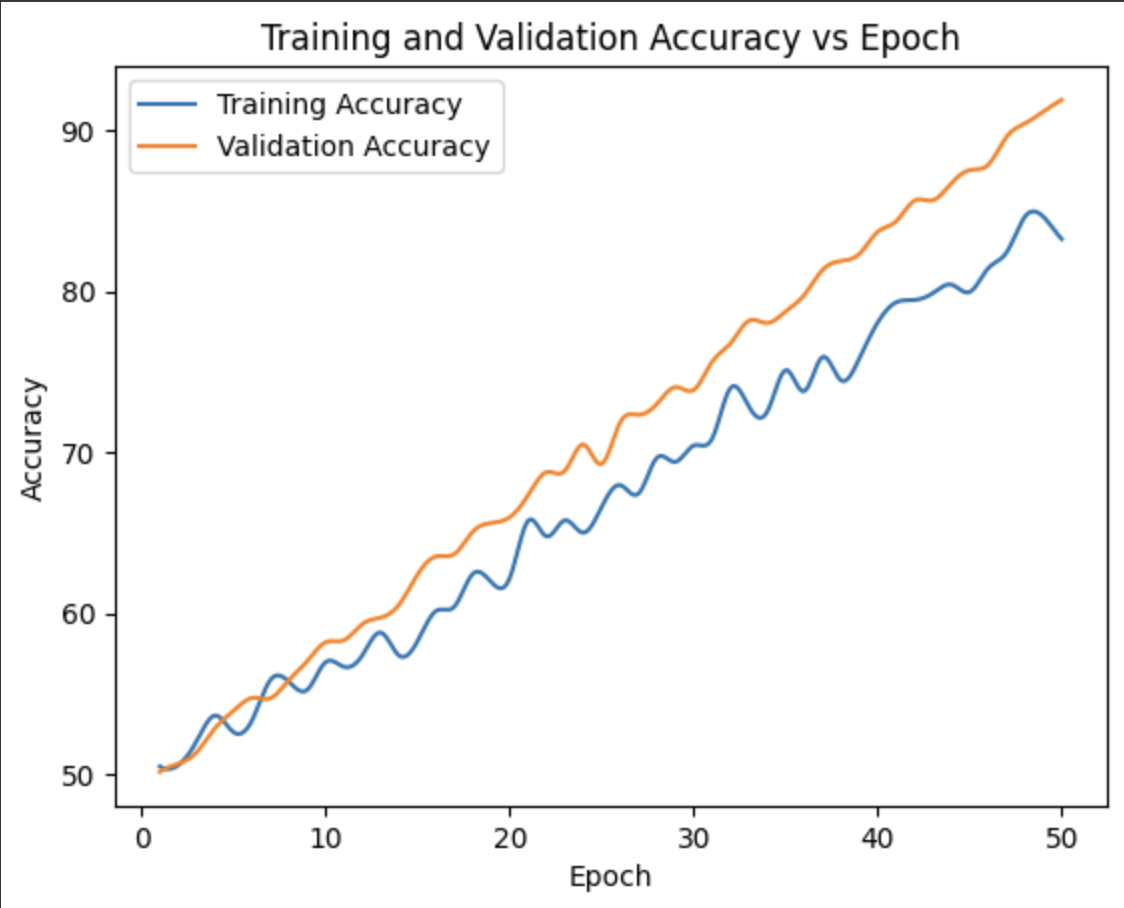 Training and Validation Accuracy vs Epoch
Training Accuracy
Validation Accuracy
90
80
70
60
50
Accuracy
0 10 20 30 40 50
Epoch